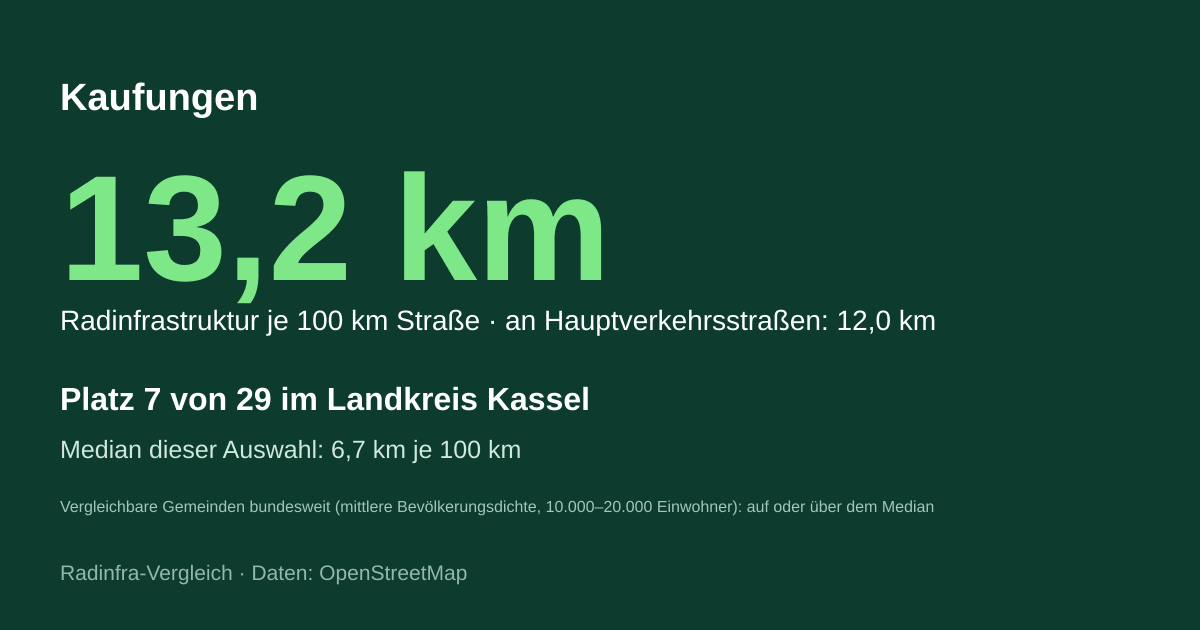 Kaufungen
13,2 km
Radinfrastruktur je 100 km Straße · an Hauptverkehrsstraßen: 12,0 km
Platz 7 von 29 im Landkreis Kassel
Median dieser Auswahl: 6,7 km je 100 km
Vergleichbare Gemeinden bundesweit (mittlere Bevölkerungsdichte, 10.000–20.000 Einwohner): auf oder über dem Median
Radinfra-Vergleich · Daten: OpenStreetMap